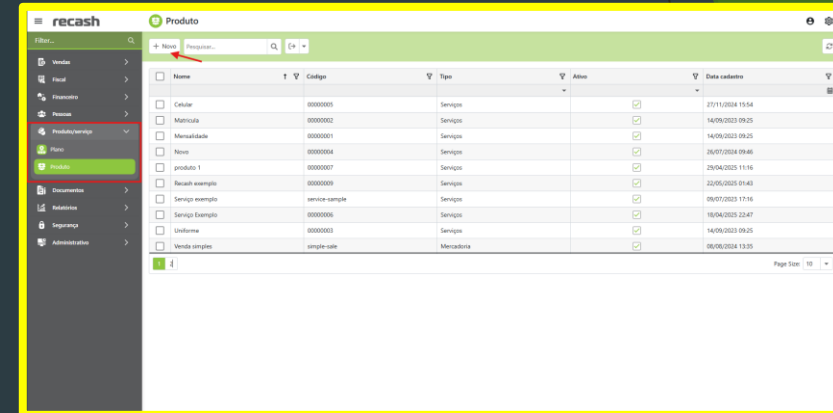 recash
Produto
Filter...
+ Novo
Pesquisar...
Vendas
Fiscal
Financeiro
Pessoas
Produto/serviço
Plano
Produto
Documentos
Relatórios
Segurança
Administrativo
Nome Código Tipo Ativo Data cadastro
Celular 00000005 Serviços 27/11/2024 15:54
Matricula 00000002 Serviços 14/09/2023 09:25
Mensalidade 00000001 Serviços 14/09/2023 09:25
Novo 00000004 Serviços 26/07/2024 09:46
produto 1 00000007 Serviços 29/04/2025 11:16
Recash exemplo 00000009 Serviços 22/05/2025 01:43
Serviço exemplo service-sample Serviços 09/07/2023 17:16
Serviço Exemplo 00000006 Serviços 18/04/2025 22:47
Uniforme 00000003 Serviços 14/09/2023 09:25
Venda simples simple-sale Mercadoria 08/08/2024 13:35
1 2
Page Size: 10